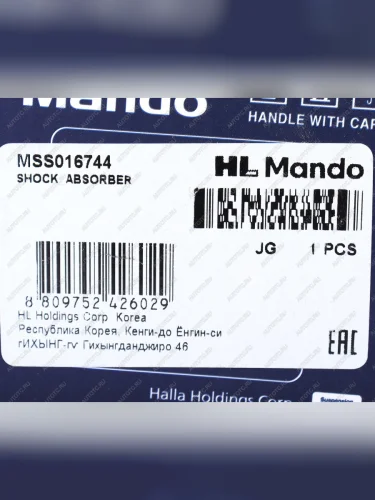 Mando
HANDLE WITH CAR
MSS016744
SHOCK ABSORBER
HL Mando
JG 1 PCS
8 809752 426029
HL Holdings Corp Korea
Республика Корея, Кенги-до Ёнгин-си
гИХЫНГ-гу Гихынгданджиро 46
EAC
Halla Holdings Corp
Suspension